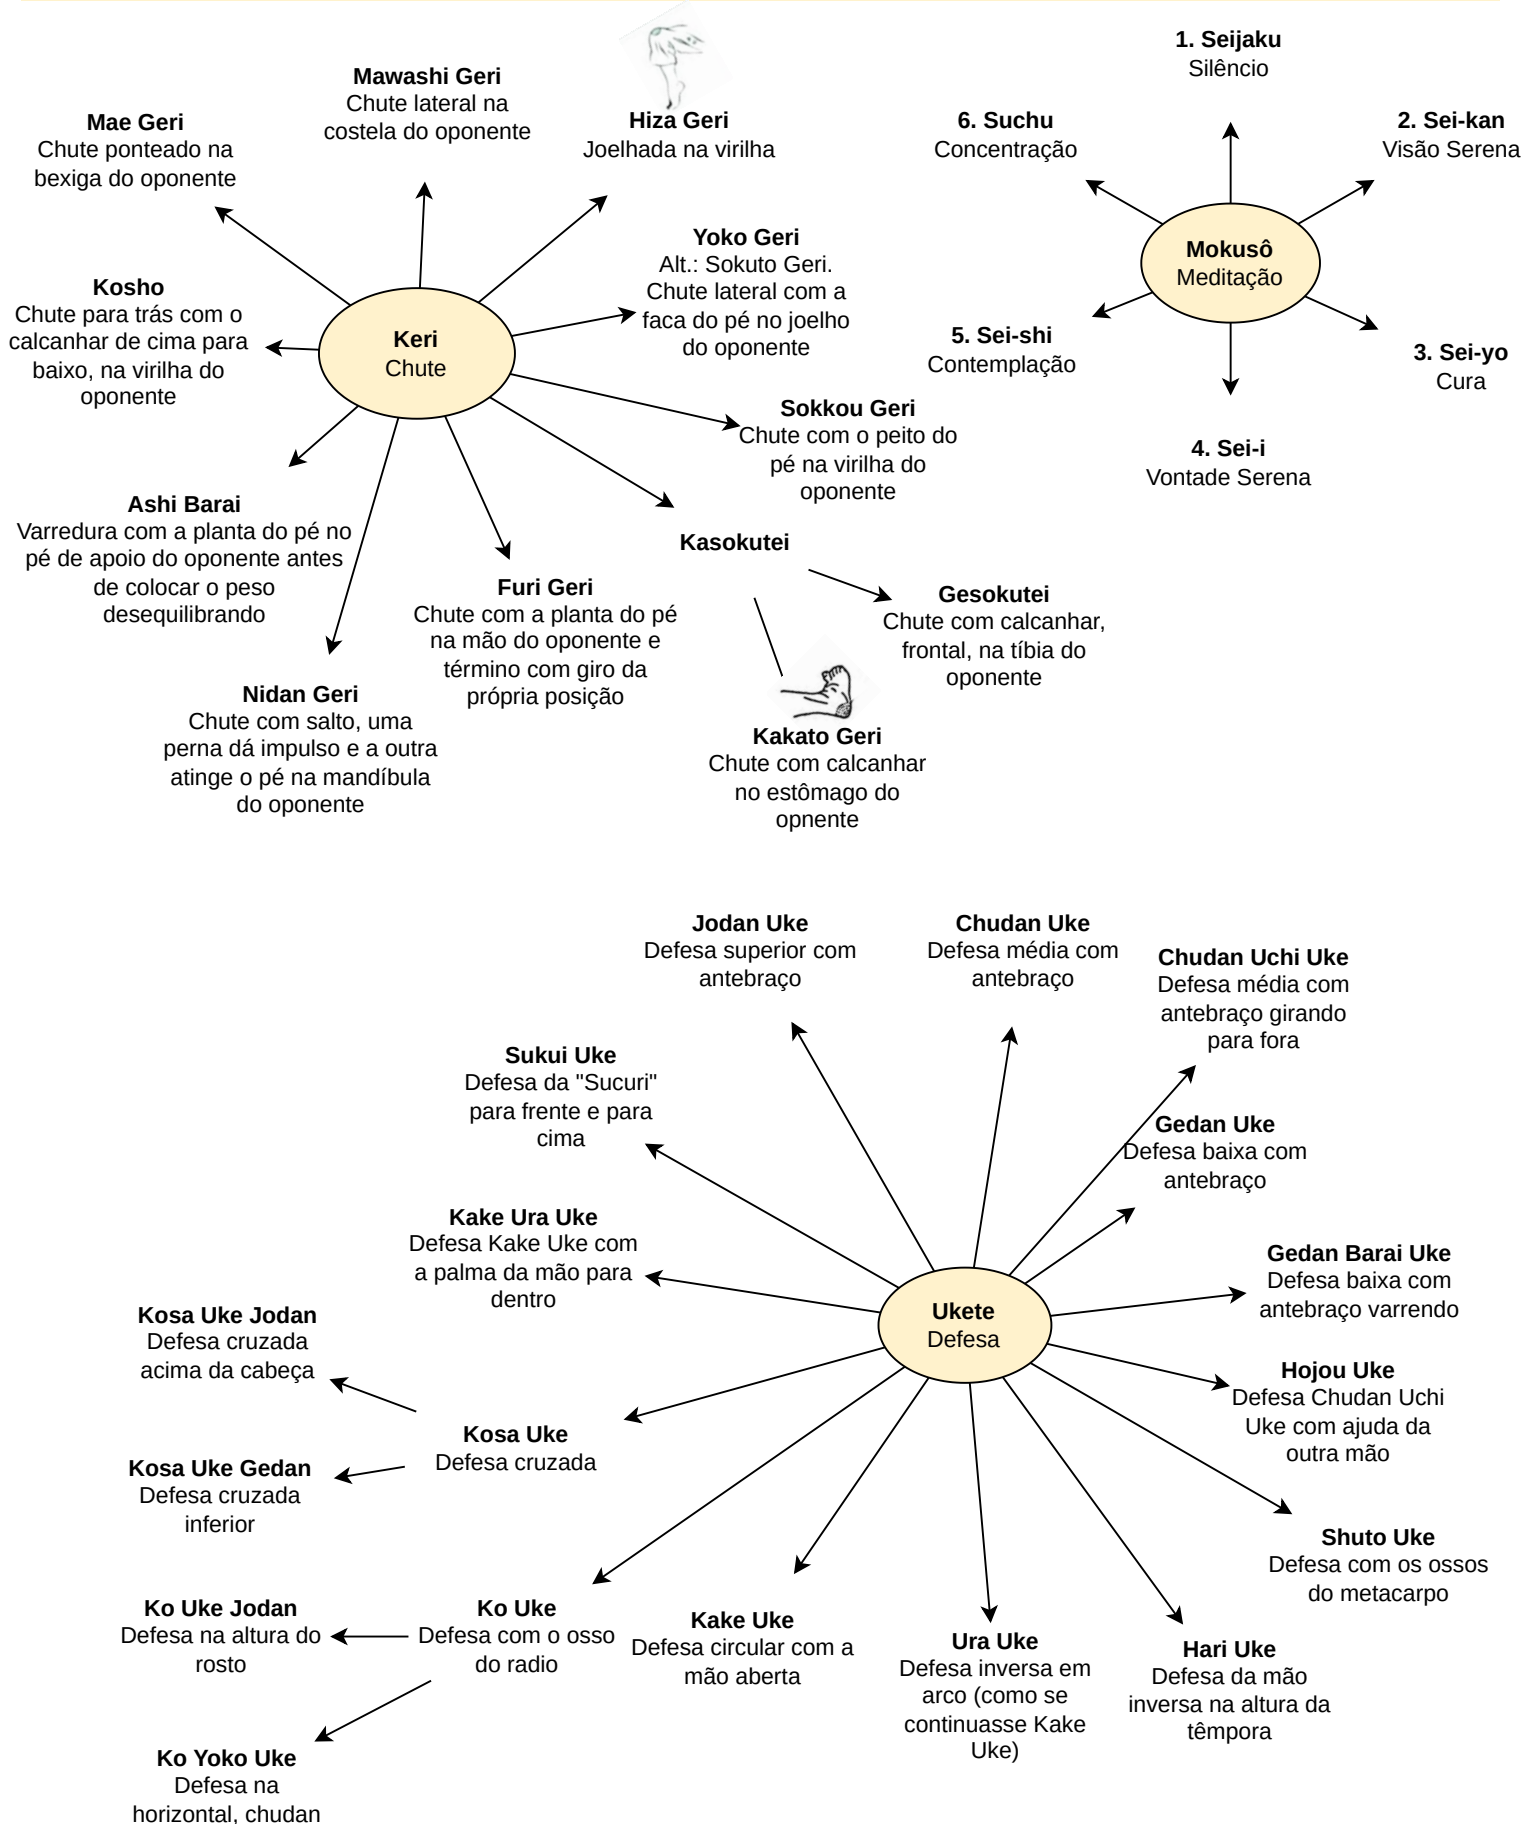 Mae Geri
Chute ponteado na
bexiga do oponente
Mawashi Geri
Chute lateral na
costela do oponente
Hiza Geri
Joelhada na virilha
Yoko Geri
Alt.: Sokuto Geri.
Chute lateral com a
faca do pé no joelho
do oponente
Kosho
Chute para trás com o
calcanhar de cima para
baixo, na virilha do
oponente
Keri
Chute
Sokkou Geri
Chute com o peito do
pé na virilha do
oponente
Ashi Barai
Varredura com a planta do pé no
pé de apoio do oponente antes
de colocar o peso
desequilibrando
Kasokutei
Furi Geri
Chute com a planta do pé
na mão do oponente e
término com giro da
própria posição
Gesokutei
Chute com calcanhar,
frontal, na tíbia do
oponente
Nidan Geri
Chute com salto, uma
perna dá impulso e a outra
atinge o pé na mandíbula
do oponente
Kakato Geri
Chute com calcanhar
no estômago do
opnente
1. Seijaku
Silêncio
6. Suchu
Concentração
2. Sei-kan
Visão Serena
Mokusô
Meditação
5. Sei-shi
Contemplação
3. Sei-yo
Cura
4. Sei-i
Vontade Serena
Jodan Uke
Defesa superior com
antebraço
Chudan Uke
Defesa média com
antebraço
Chudan Uchi Uke
Defesa média com
antebraço girando
para fora
Sukui Uke
Defesa da "Sucuri"
para frente e para
cima
Gedan Uke
Defesa baixa com
antebraço
Kake Ura Uke
Defesa Kake Uke com
a palma da mão para
dentro
Gedan Barai Uke
Defesa baixa com
antebraço varrendo
Kosa Uke Jodan
Defesa cruzada
acima da cabeça
Ukete
Defesa
Hojou Uke
Defesa Chudan Uchi
Uke com ajuda da
outra mão
Kosa Uke
Defesa cruzada
Kosa Uke Gedan
Defesa cruzada
inferior
Shuto Uke
Defesa com os ossos
do metacarpo
Ko Uke Jodan
Defesa na altura do
rosto
Ko Uke
Defesa com o osso
do radio
Kake Uke
Defesa circular com a
mão aberta
Ura Uke
Defesa inversa em
arco (como se
continuasse Kake
Uke)
Hari Uke
Defesa da mão
inversa na altura da
têmpora
Ko Yoko Uke
Defesa na
horizontal, chudan